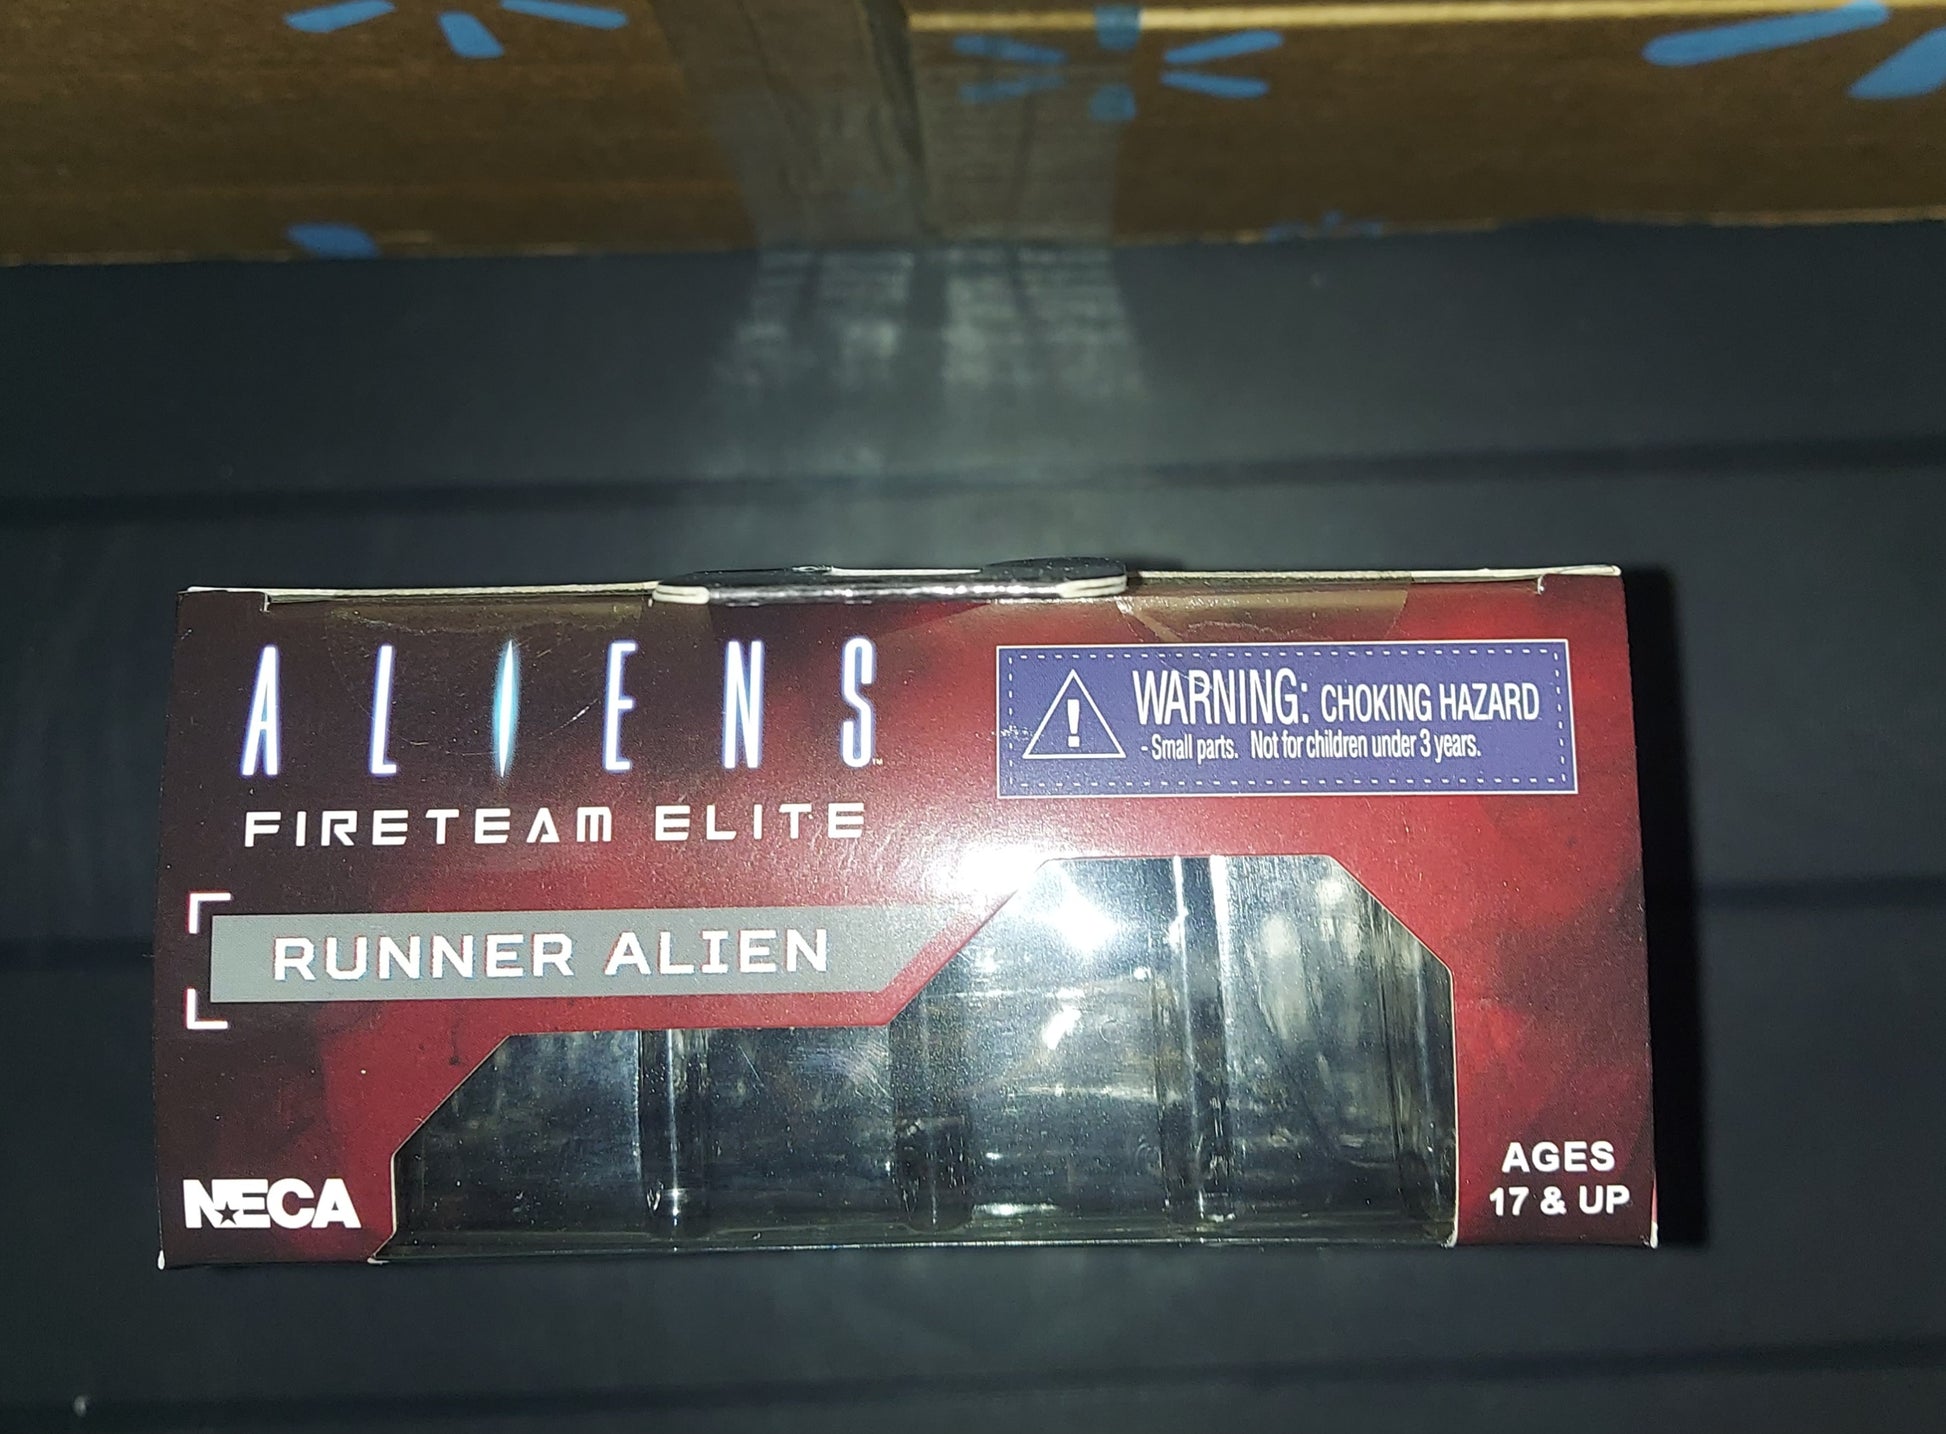 ALIENS™
FIRETEAM ELITE
WARNING: CHOKING HAZARD
- Small parts. Not for children under 3 years.
RUNNER ALIEN
NECA
AGES
17 & UP